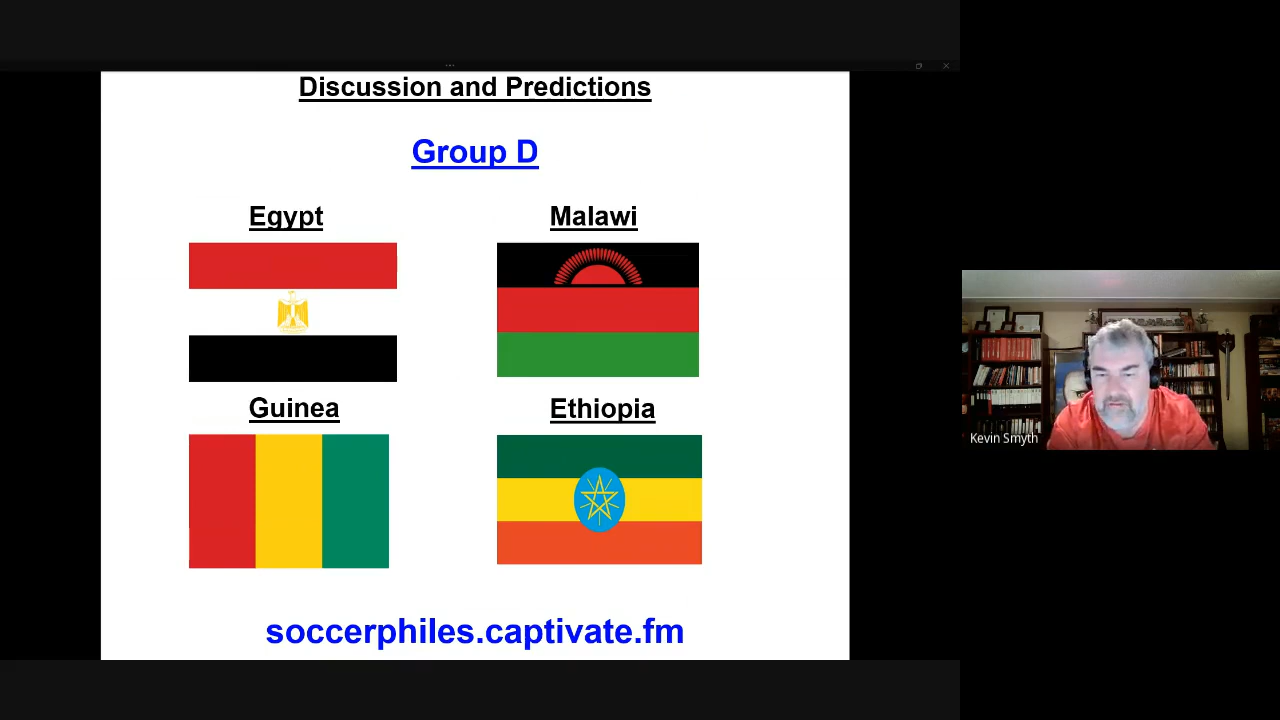 Discussion and Predictions
Group D
Egypt
Malawi
Guinea
Ethiopia
soccerphiles.captivate.fm
Kevin Smyth